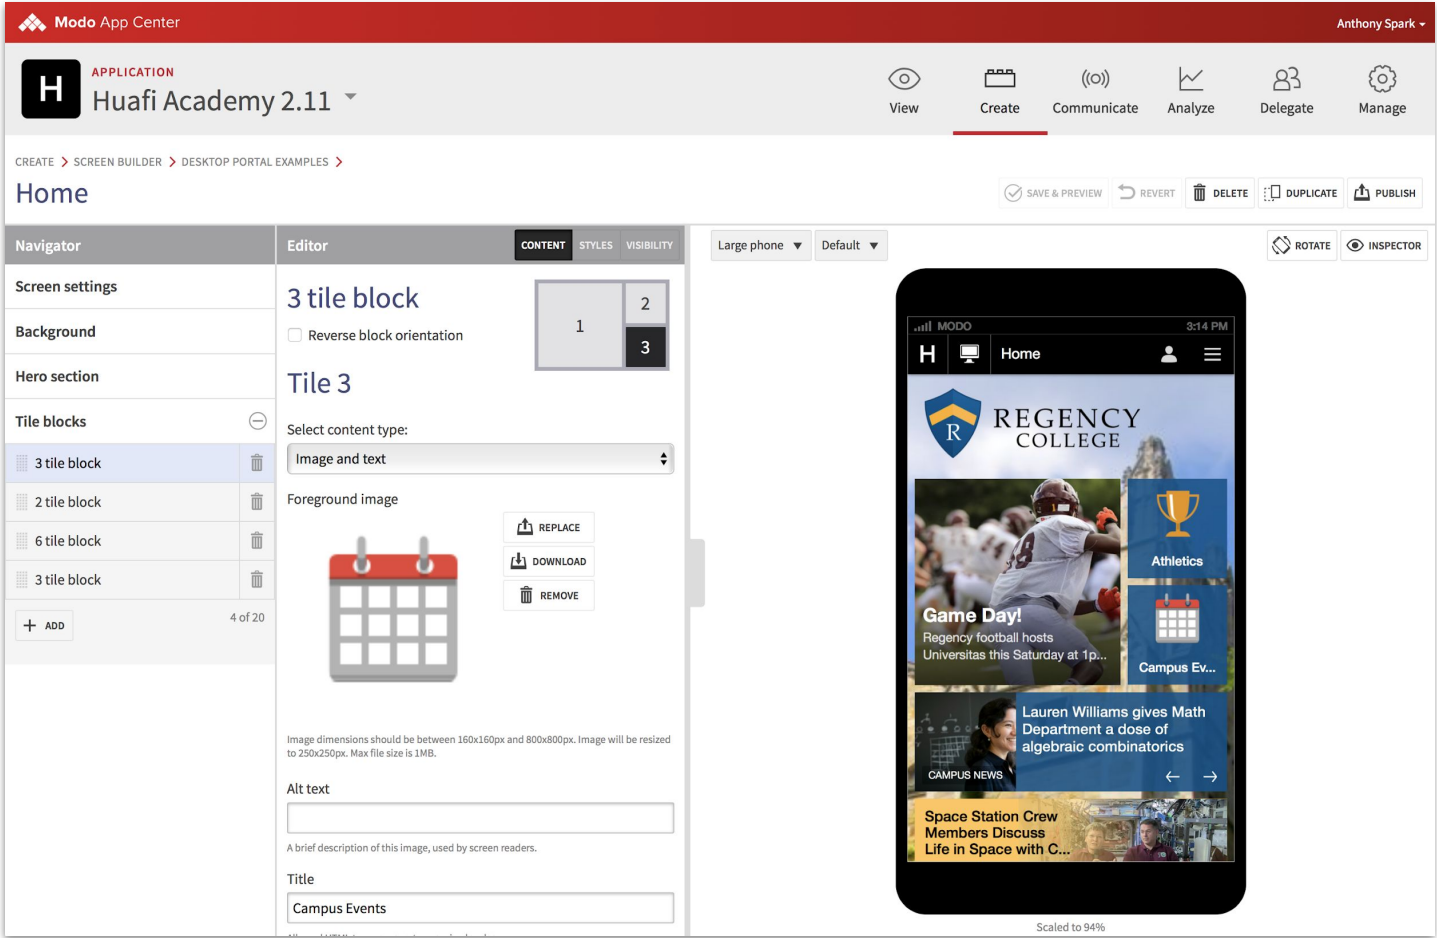 Modo App Center
Anthony Spark
H
APPLICATION
Huafi Academy 2.11
View
Create
Communicate
Analyze
Delegate
Manage
CREATE > SCREEN BUILDER > DESKTOP PORTAL EXAMPLES >
Home
SAVE & PREVIEW
REVERT
DELETE
DUPLICATE
PUBLISH
Navigator
Screen settings
Background
Hero section
Tile blocks
3 tile block
2 tile block
6 tile block
3 tile block
ADD
4 of 20
Editor
CONTENT
STYLES
VISIBILITY
3 tile block
Reverse block orientation
1
2
3
Tile 3
Select content type:
Image and text
Foreground image
REPLACE
DOWNLOAD
REMOVE
Image dimensions should be between 160x160px and 800x800px. Image will be resized
to 250x250px. Max file size is 1MB.
Alt text
A brief description of this image, used by screen readers.
Title
Campus Events
Large phone
Default
ROTATE
INSPECTOR
MODO
3:14 PM
H
Home
R
REGENCY
COLLEGE
Game Day!
Regency football hosts
Universitas this Saturday at 1p...
Athletics
Campus Ev...
Lauren Williams gives Math
Department a dose of
algebraic combinatorics
CAMPUS NEWS
Space Station Crew
Members Discuss
Life in Space with C...
Scaled to 94%